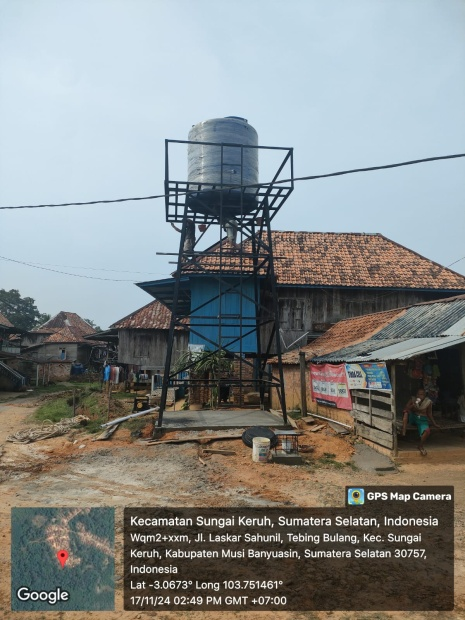 GPS Map Camera
Kecamatan Sungai Keruh, Sumatera Selatan, Indonesia
Wqm2+xxm, Jl. Laskar Sahunil, Tebing Bulang, Kec. Sungai
Keruh, Kabupaten Musi Banyuasin, Sumatera Selatan 30757,
Indonesia
Lat -3.0673° Long 103.751461°
17/11/24 02:49 PM GMT +07:00
Google